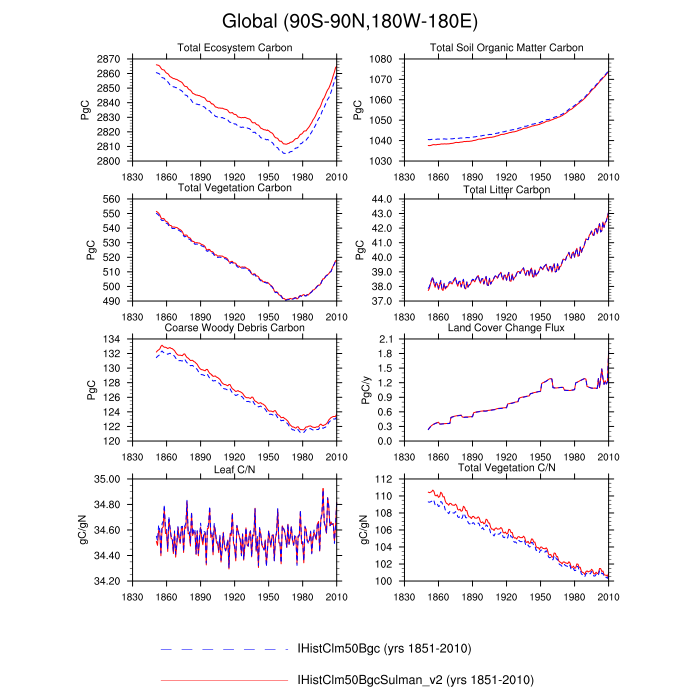 Global (90S-90N,180W-180E)
Total Ecosystem Carbon
PgC
2870
2860
2850
2840
2830
2820
2810
2800
1830 1860 1890 1920 1950 1980 2010
Total Soil Organic Matter Carbon
PgC
1080
1070
1060
1050
1040
1030
1830 1860 1890 1920 1950 1980 2010
Total Vegetation Carbon
PgC
560
550
540
530
520
510
500
490
1830 1860 1890 1920 1950 1980 2010
Total Litter Carbon
PgC
44.0
43.0
42.0
41.0
40.0
39.0
38.0
37.0
1830 1860 1890 1920 1950 1980 2010
Coarse Woody Debris Carbon
PgC
134
132
130
128
126
124
122
120
1830 1860 1890 1920 1950 1980 2010
Land Cover Change Flux
PgC/y
2.1
1.8
1.5
1.2
0.9
0.6
0.3
0.0
1830 1860 1890 1920 1950 1980 2010
Leaf C/N
gC/gN
35.00
34.80
34.60
34.40
34.20
1830 1860 1890 1920 1950 1980 2010
Total Vegetation C/N
gC/gN
112
110
108
106
104
102
100
1830 1860 1890 1920 1950 1980 2010
IHistClm50Bgc (yrs 1851-2010)
IHistClm50BgcSulman_v2 (yrs 1851-2010)